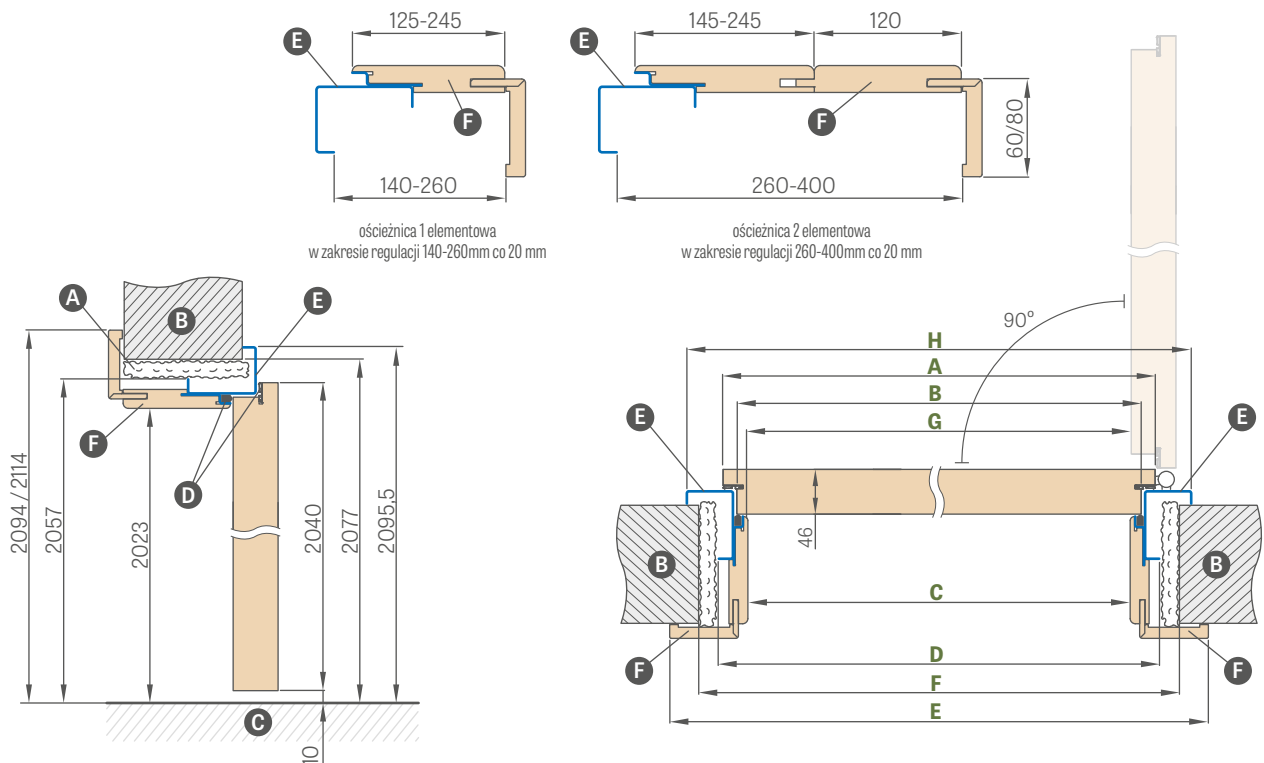 125-245
E
F
140-260
ościeżnica 1 elementowa
w zakresie regulacji 140-260mm co 20 mm
145-245
120
E
F
60/80
260-400
ościeżnica 2 elementowa
w zakresie regulacji 260-400mm co 20 mm
A
B
E
F
D
2094 / 2114
2057
2023
2040
2077
2095,5
C
10
90°
H
A
B
G
E
E
46
B
B
C
F
F
D
F
E